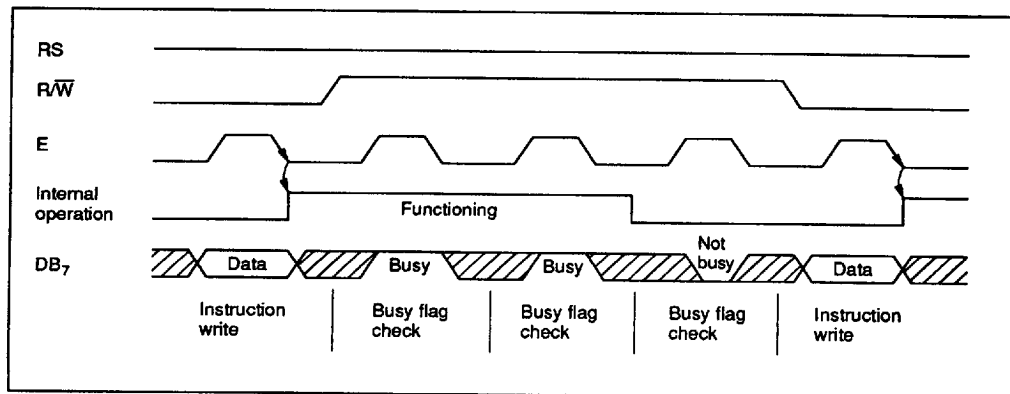 RS
R/W̅
E
Internal
operation
Functioning
DB₇
Data
Busy
Busy
Not
busy
Data
Instruction
write
Busy flag
check
Busy flag
check
Busy flag
check
Instruction
write